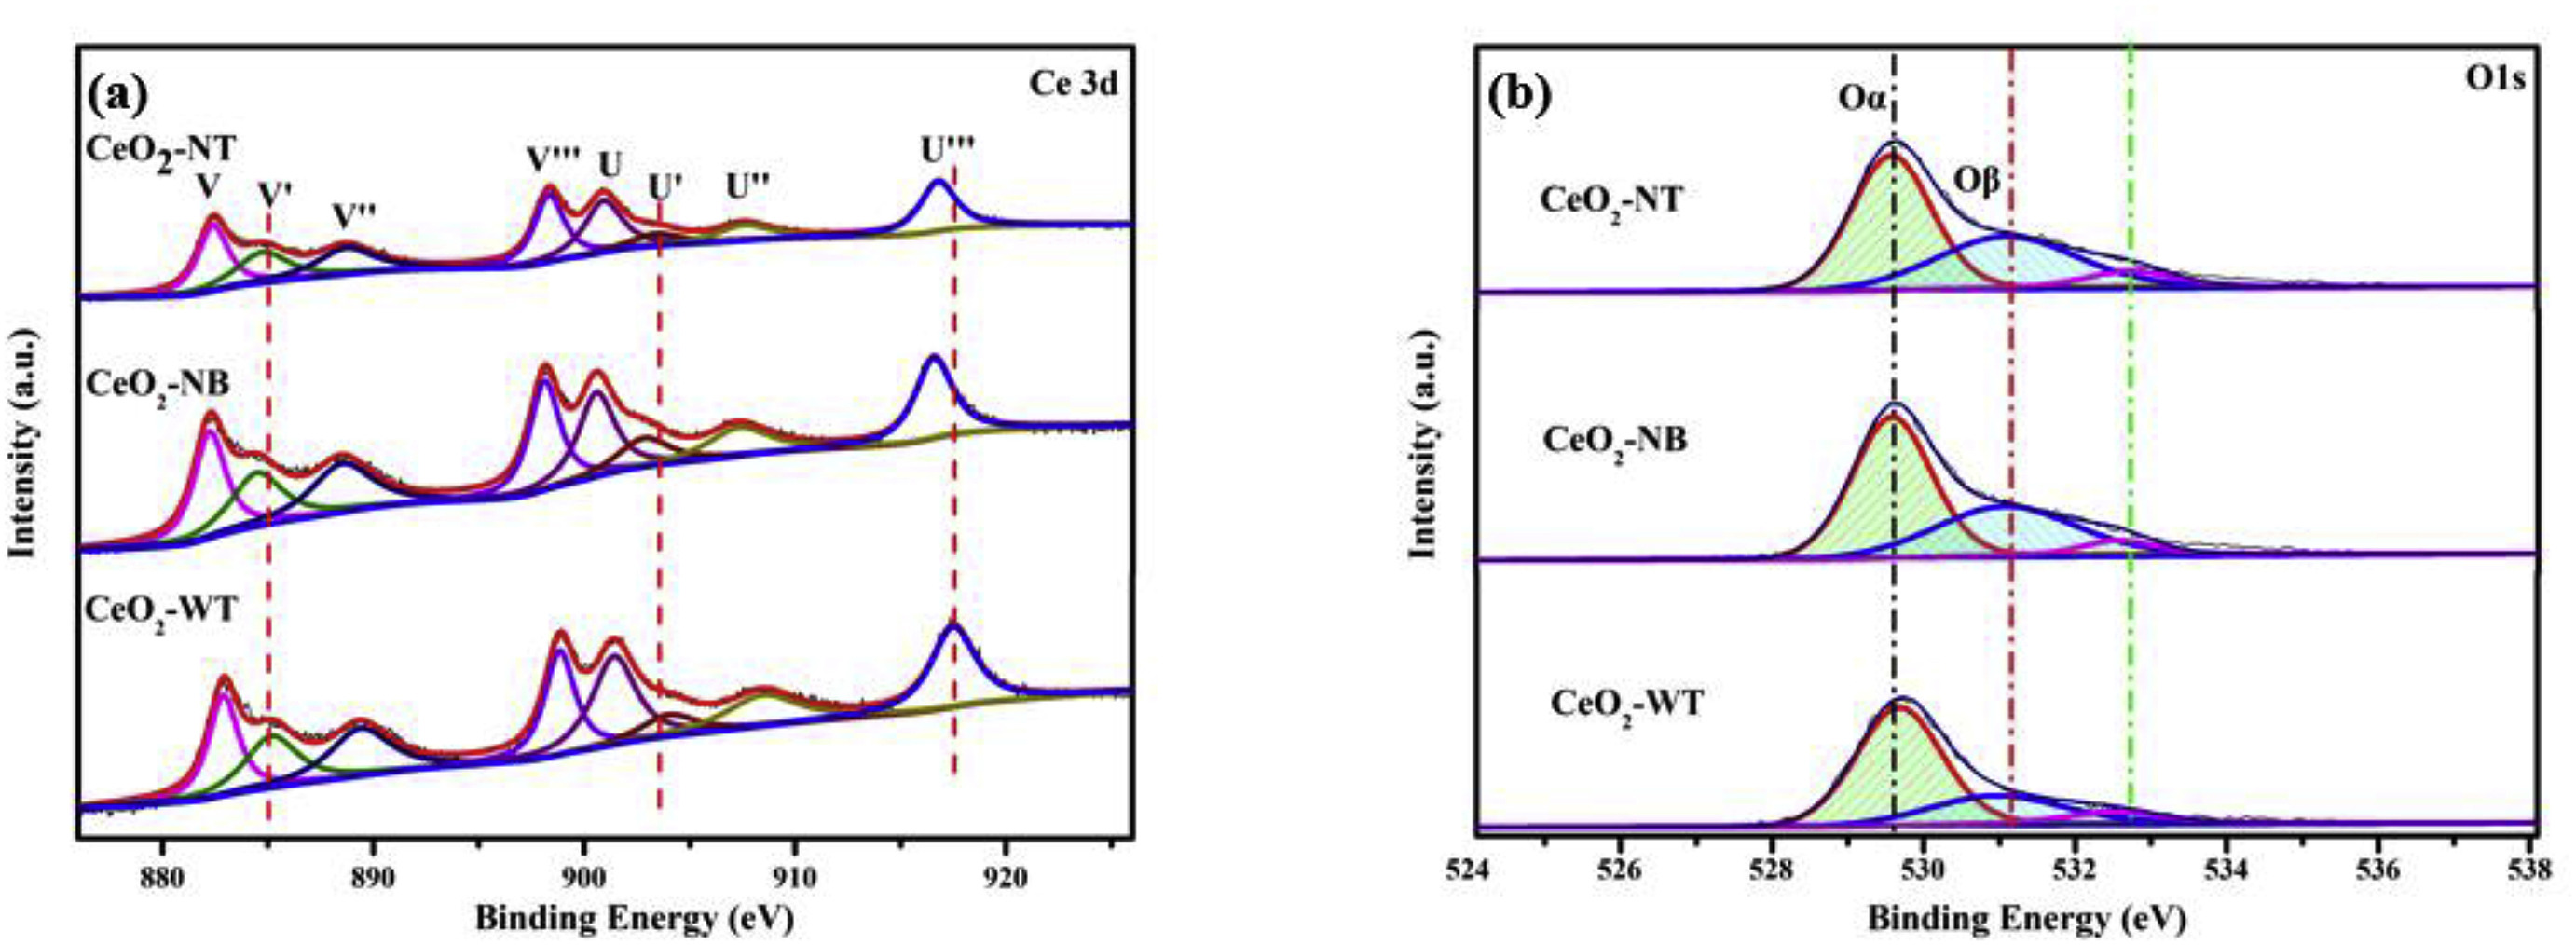 (a)
Ce 3d
CeO2-NT
V
V'
V''
V'''
U
U'
U''
U'''
CeO2-NB
CeO2-WT
Intensity (a.u.)
880 890 900 910 920
Binding Energy (eV)
(b)
O1s
Oα
Oβ
CeO2-NT
CeO2-NB
CeO2-WT
Intensity (a.u.)
524 526 528 530 532 534 536 538
Binding Energy (eV)